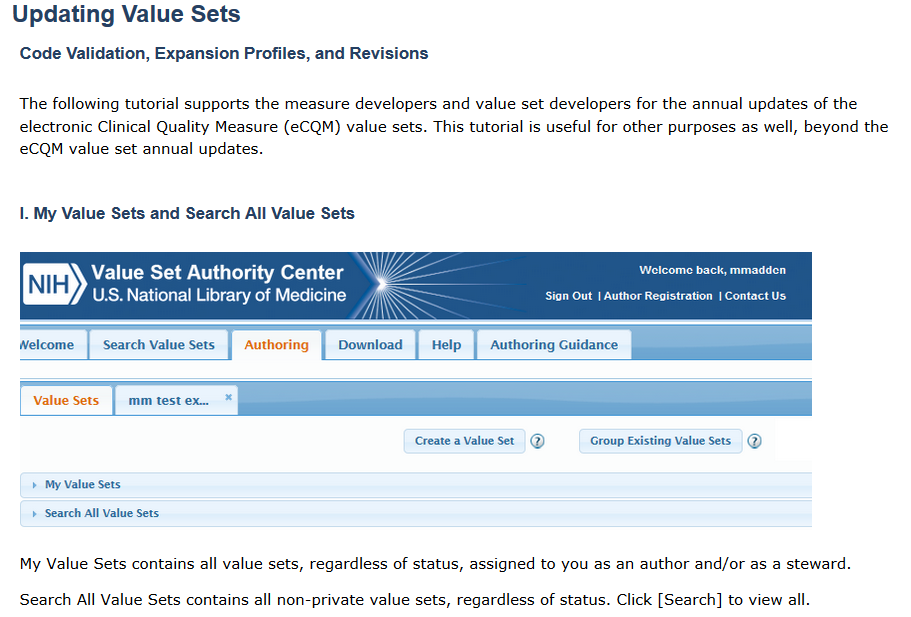 Updating Value Sets
Code Validation, Expansion Profiles, and Revisions
The following tutorial supports the measure developers and value set developers for the annual updates of the
electronic Clinical Quality Measure (eCQM) value sets. This tutorial is useful for other purposes as well, beyond the
eCQM value set annual updates.
I. My Value Sets and Search All Value Sets
NIH Value Set Authority Center
U.S. National Library of Medicine
Welcome back, mmadden
Sign Out | Author Registration | Contact Us
Welcome Search Value Sets Authoring Download Help Authoring Guidance
Value Sets mm test ex... ×
Create a Value Set ? Group Existing Value Sets ?
My Value Sets
Search All Value Sets
My Value Sets contains all value sets, regardless of status, assigned to you as an author and/or as a steward.
Search All Value Sets contains all non-private value sets, regardless of status. Click [Search] to view all.